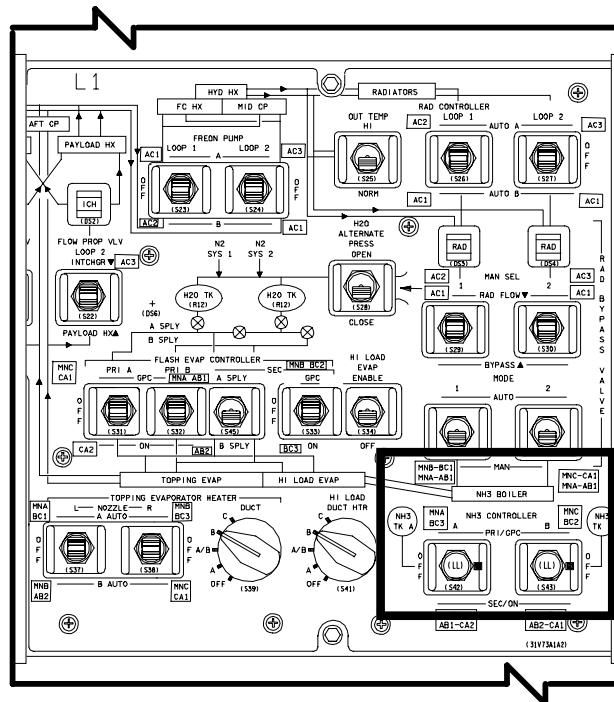 L1
HYD HX
FC HX
MID CP
RADIATORS
RAD CONTROLLER
AFT CP
PAYLOAD HX
FREON PUMP
LOOP 1
LOOP 2
A
AC1
AC3
OFF
OFF
(S23)
(S24)
AC2
B
AC1
OUT TEMP
HI
(S25)
NORM
LOOP 1
LOOP 2
AC2
AUTO A
AC3
OFF
(S26)
(S27)
AC1
AUTO B
AC1
ICH
(DS2)
FLOW PROP VLV
LOOP 2
INTCHGR▼
AC3
(S22)
PAYLOAD HX▲
N2
SYS 1
N2
SYS 2
H2O
ALTERNATE
PRESS
OPEN
(S28)
CLOSE
H2O TK
(R12)
H2O TK
(R12)
+
(DS6)
A SPLY
B SPLY
RAD
(DS3)
RAD
(DS4)
1
MAN SEL
2
AC2
AC3
AC1
RAD FLOW▼
AC1
(S29)
(S30)
BYPASS▲
MODE
RAD BYPASS VALVE
1
AUTO
2
MAN
MNC
CA1
FLASH EVAP CONTROLLER
PRI A
PRI B
SEC
MNB BC2
GPC
MNA AB1
A SPLY
GPC
OFF
OFF
(S31)
(S32)
(S45)
(S33)
CA2
ON
AB2
B SPLY
BC3
ON
HI LOAD
EVAP
ENABLE
(S34)
OFF
TOPPING EVAP
HI LOAD EVAP
TOPPING EVAPORATOR HEATER
MNA
BC1
L
NOZZLE
R
A AUTO
MNB
BC3
OFF
OFF
(S37)
(S38)
MNB
AB2
B AUTO
MNC
CA1
DUCT
C
B
A/B
A
OFF
(S39)
HI LOAD
DUCT HTR
C
B
A/B
A
OFF
(S41)
MNB-BC1
MNA-AB1
MNC-CA1
MNA-AB1
NH3 BOILER
NH3
TK A
MNA
BC3
NH3 CONTROLLER
A
B
MNC
BC2
NH3
TK
PRI/GPC
OFF
OFF
(LL)
(LL)
(S42)
(S43)
SEC/ON
AB1-CA2
AB2-CA1
(31V73A1A2)